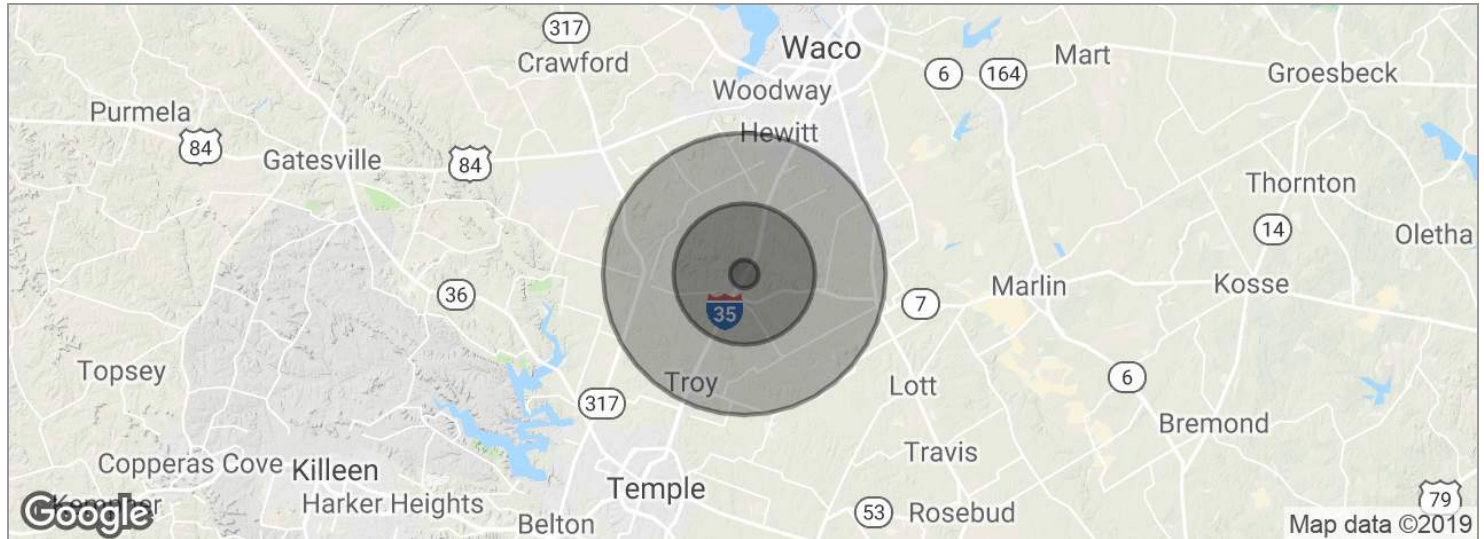 317
Crawford
Waco
Mart
6
164
Groesbeck
Woodway
Purmela
Hewitt
84
Gatesville
84
Thornton
14
Oletha
36
35
7
Marlin
Kosse
Topsey
Troy
317
Lott
6
Bremond
Travis
Copperas Cove
Killeen
Temple
Kempner
Harker Heights
Belton
53
Rosebud
79
Google
Map data ©2019